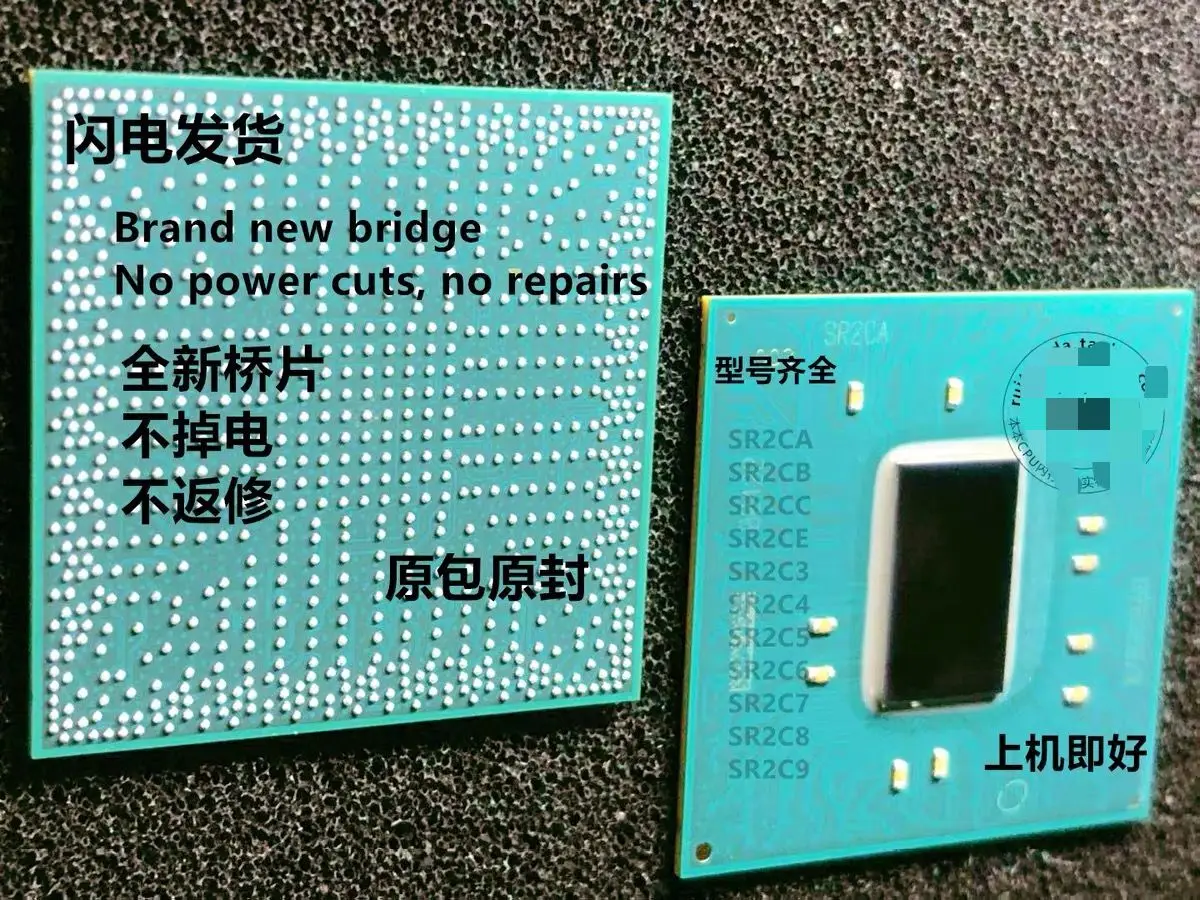 闪电发货
Brand new bridge
No power cuts, no repairs
全新桥片
不掉电
不返修
原包原封
SR2CA
型号齐全
SR2CA
SR2CB
SR2CC
SR2CE
SR2C3
SR2C4
SR2C5
SR2C6
SR2C7
SR2C8
SR2C9
上机即好